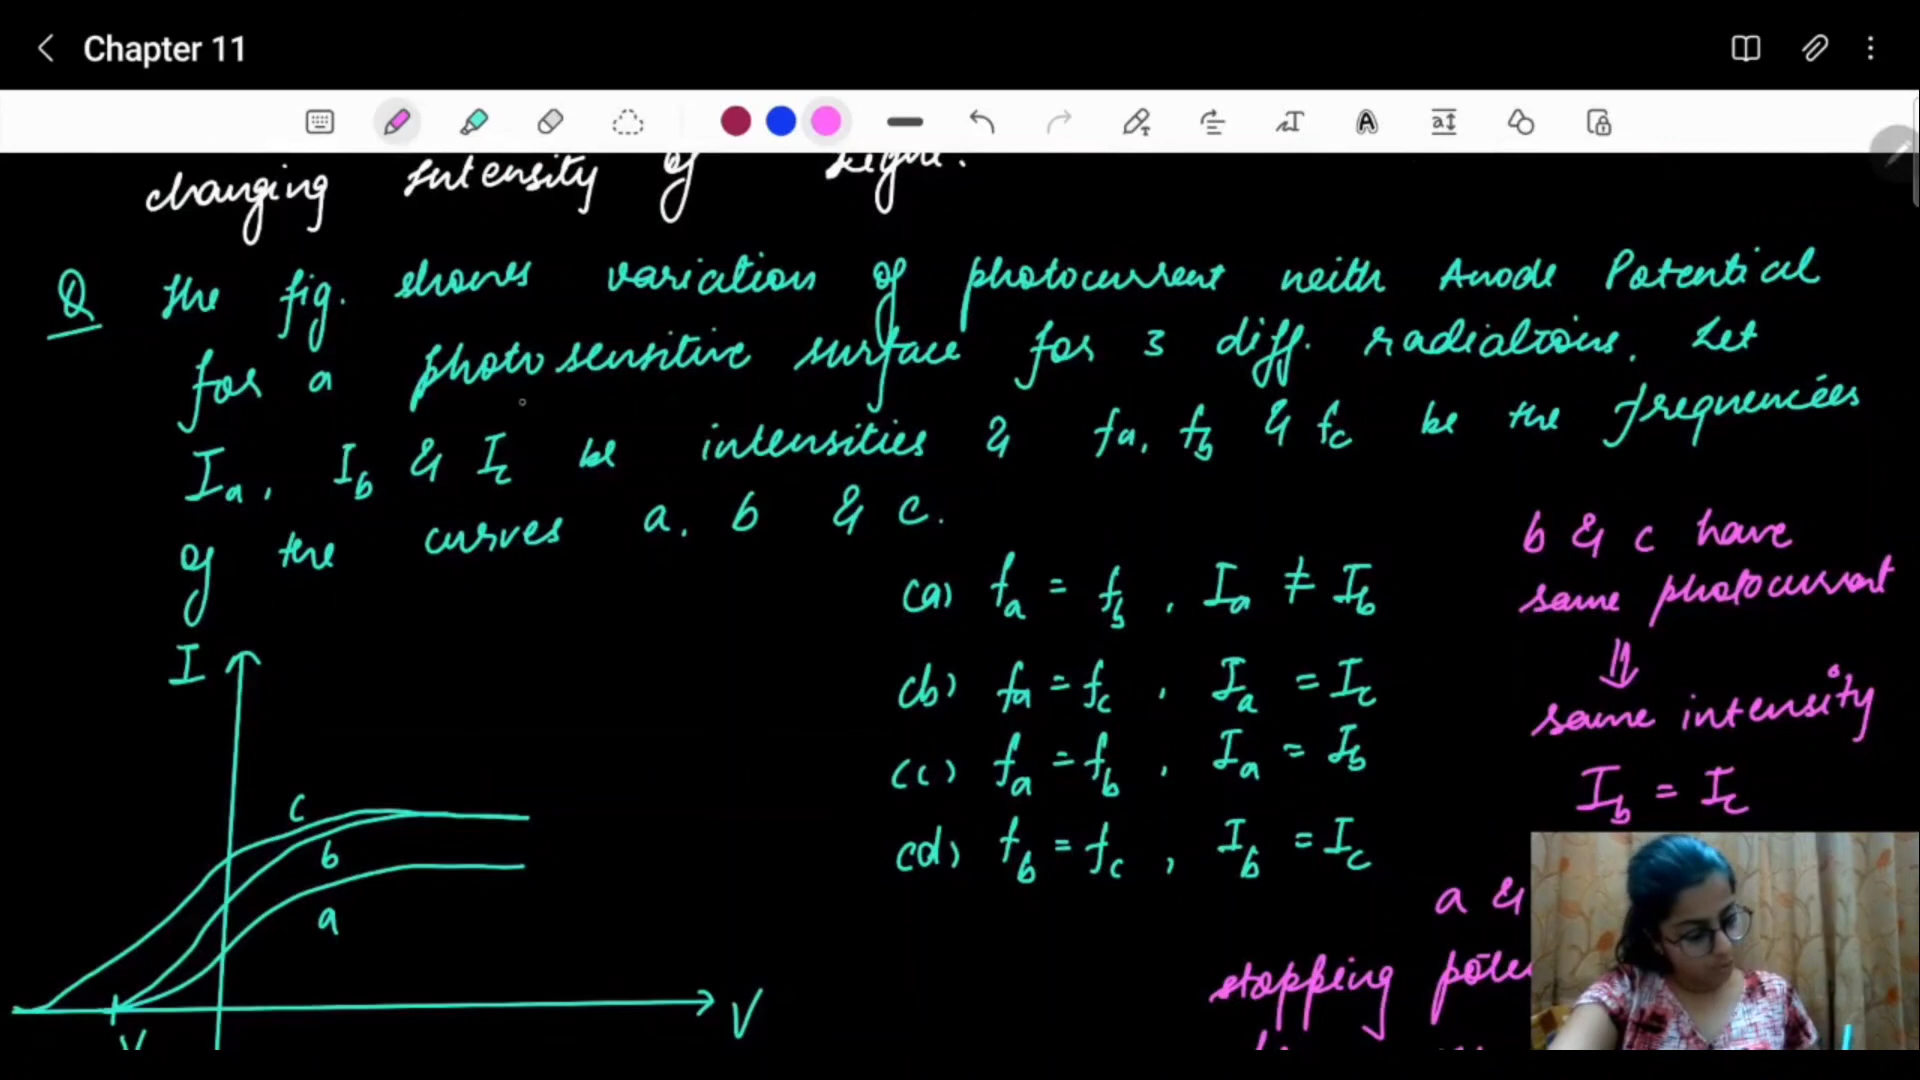 Chapter 11
changing intensity of
Q The fig. shows variation of photocurrent with Anode Potential
for a photosensitive surface for 3 diff. radiations. Let
Ia, Ib & Ic be intensities & fa, fb & fc be the frequencies
of the curves a, b & c.
(a) fa = fb, Ia ≠ Ib
(b) fa = fc, Ia = Ic
(c) fa = fb, Ia = Ib
(d) fb = fc, Ib = Ic
b & c have
same photocurrent
⇓
same intensity
Ib = Ic
a &
stopping
I
c
b
a
V
V